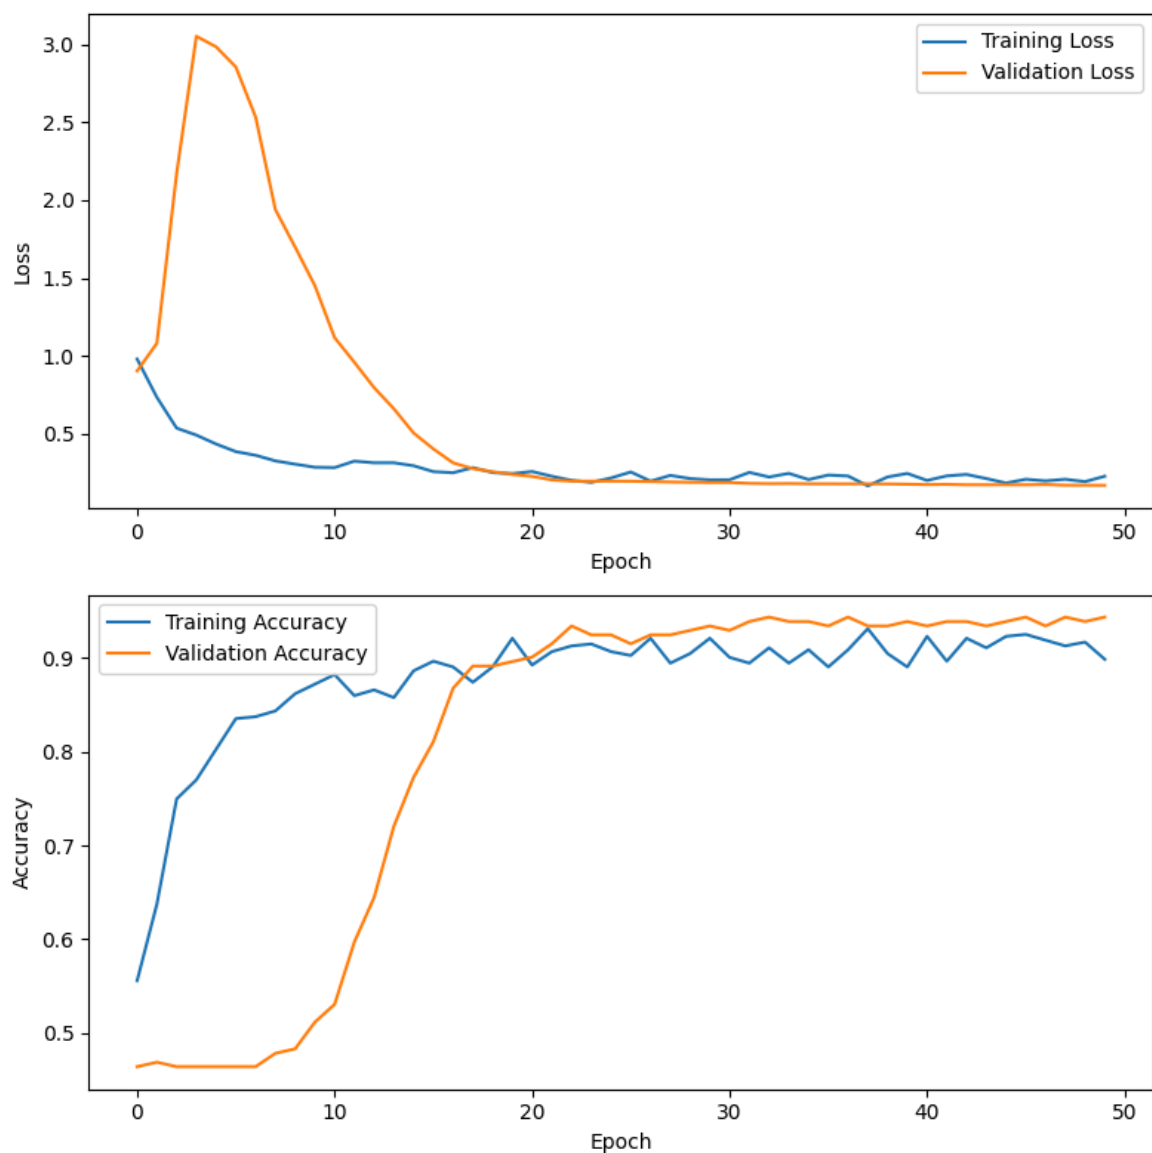 3.0
2.5
2.0
1.5
1.0
0.5
Loss
Training Loss
Validation Loss
0 10 20 30 40 50
Epoch
0.9
0.8
0.7
0.6
0.5
Accuracy
Training Accuracy
Validation Accuracy
0 10 20 30 40 50
Epoch